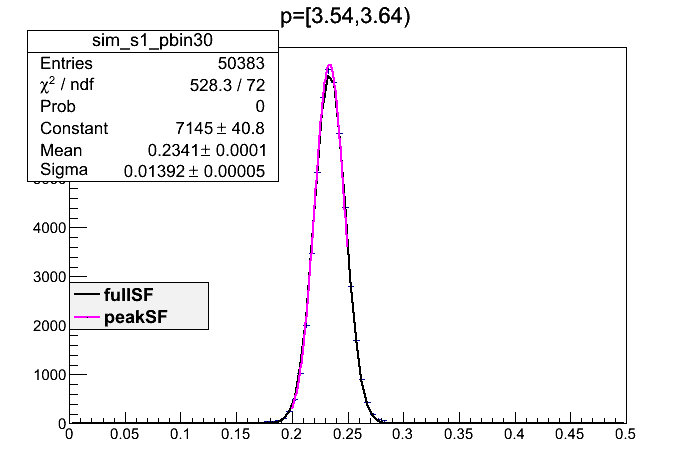 p=[3.54,3.64)
sim_s1_pbin30
Entries 50383
χ² / ndf 528.3 / 72
Prob 0
Constant 7145 ± 40.8
Mean 0.2341 ± 0.0001
Sigma 0.01392 ± 0.00005
4000
3000
fullSF
peakSF
2000
1000
0
0 0.05 0.1 0.15 0.2 0.25 0.3 0.35 0.4 0.45 0.5